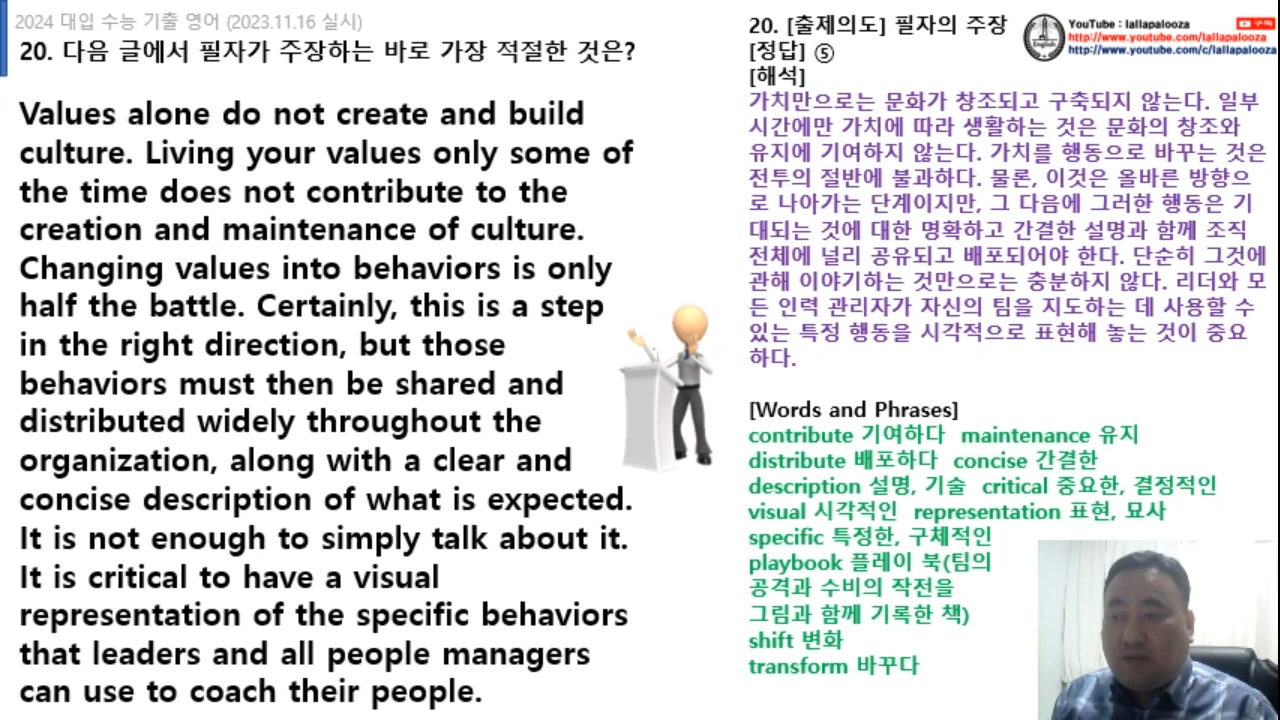 2024 대입 수능 기출 영어 (2023.11.16 실시)
20. 다음 글에서 필자가 주장하는 바로 가장 적절한 것은?
Values alone do not create and build
culture. Living your values only some of
the time does not contribute to the
creation and maintenance of culture.
Changing values into behaviors is only
half the battle. Certainly, this is a step
in the right direction, but those
behaviors must then be shared and
distributed widely throughout the
organization, along with a clear and
concise description of what is expected.
It is not enough to simply talk about it.
It is critical to have a visual
representation of the specific behaviors
that leaders and all people managers
can use to coach their people.
20. [출제의도] 필자의 주장
[정답] ⑤
[해석]
가치만으로는 문화가 창조되고 구축되지 않는다. 일부
시간에만 가치에 따라 생활하는 것은 문화의 창조와
유지에 기여하지 않는다. 가치를 행동으로 바꾸는 것은
전투의 절반에 불과하다. 물론, 이것은 올바른 방향으
로 나아가는 단계이지만, 그 다음에 그러한 행동은 기
대되는 것에 대한 명확하고 간결한 설명과 함께 조직
전체에 널리 공유되고 배포되어야 한다. 단순히 그것에
관해 이야기하는 것만으로는 충분하지 않다. 리더와 모
든 인력 관리자가 자신의 팀을 지도하는 데 사용할 수
있는 특정 행동을 시각적으로 표현해 놓는 것이 중요
하다.
[Words and Phrases]
contribute 기여하다 maintenance 유지
distribute 배포하다 concise 간결한
description 설명, 기술 critical 중요한, 결정적인
visual 시각적인 representation 표현, 묘사
specific 특정한, 구체적인
playbook 플레이 북(팀의
공격과 수비의 작전을
그림과 함께 기록한 책)
shift 변화
transform 바꾸다
English
YouTube : lallapalooza
구독
http://www.youtube.com/lallapalooza
http://www.youtube.com/c/lallapalooza